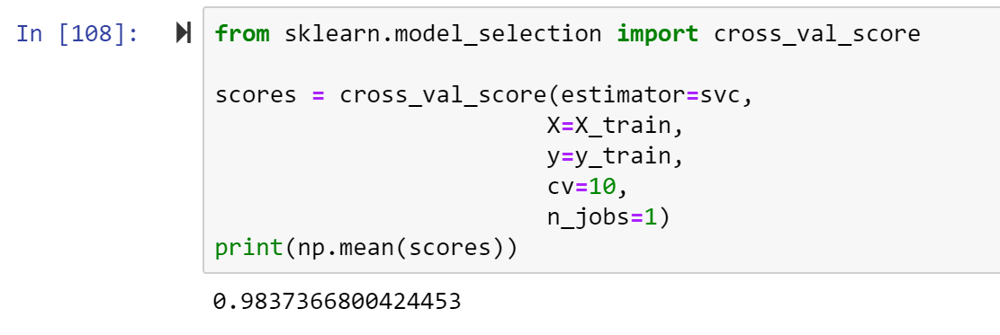 In [108]:
from sklearn.model_selection import cross_val_score
scores = cross_val_score(estimator=svc,
X=X_train,
y=y_train,
cv=10,
n_jobs=1)
print(np.mean(scores))
0.9837366800424453